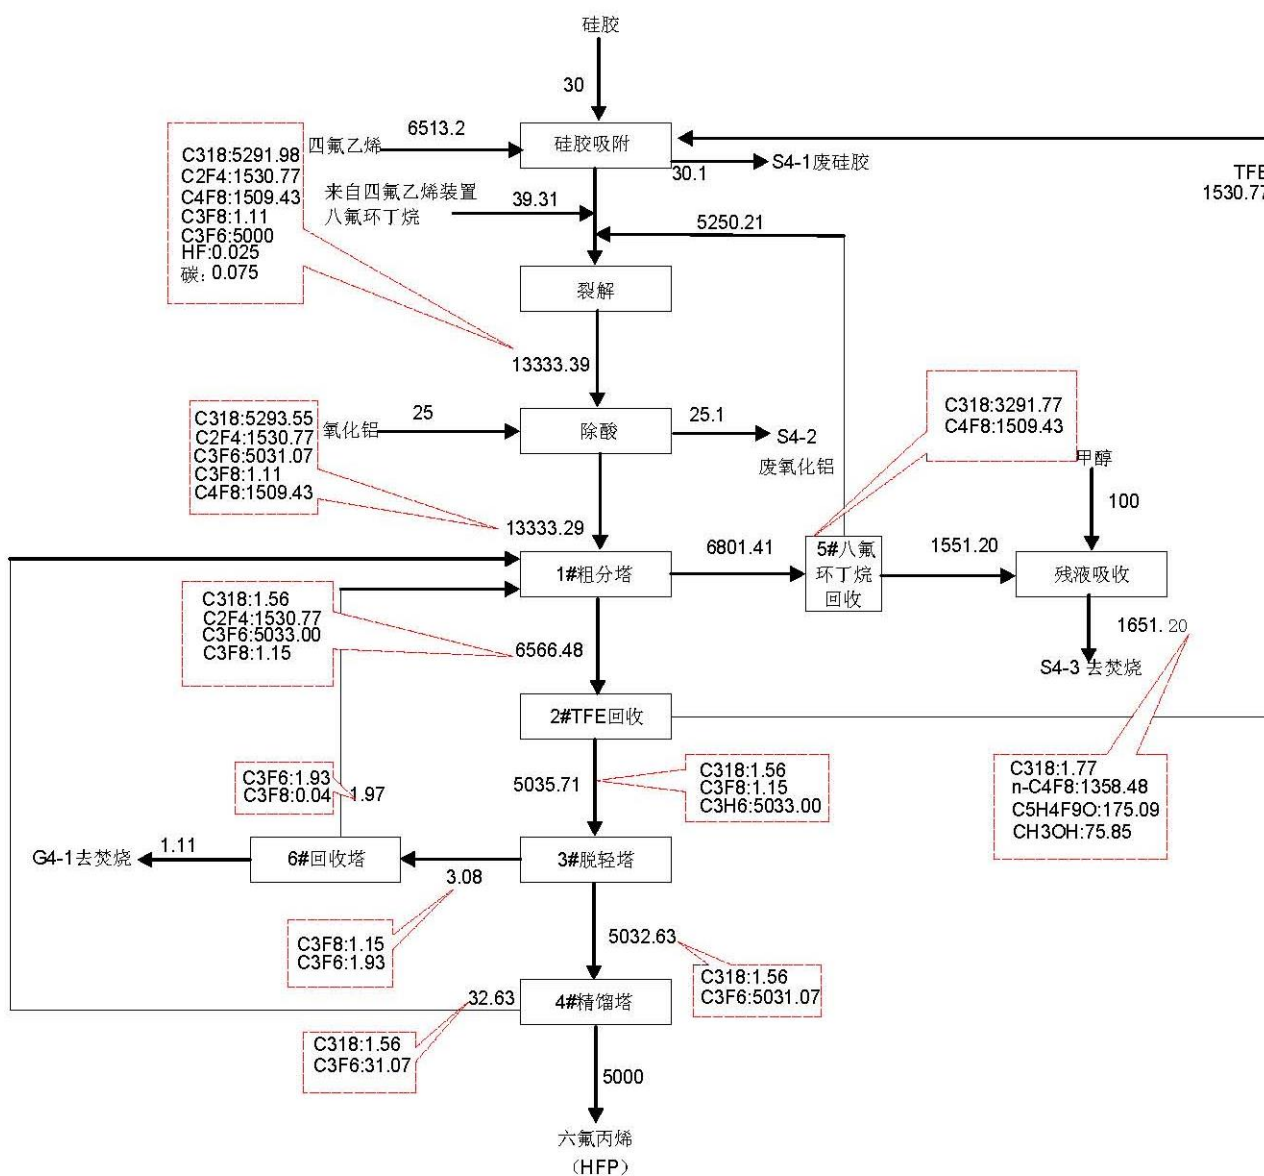 硅胶
30
四氟乙烯
6513.2
硅胶吸附
30.1
S4-1废硅胶
TFE
1530.77
C318:5291.98
C2F4:1530.77
C4F8:1509.43
C3F8:1.11
C3F6:5000
HF:0.025
碳：0.075
来自四氟乙烯装置
八氟环丁烷
39.31
5250.21
裂解
13333.39
C318:5293.55
C2F4:1530.77
C3F6:5031.07
C3F8:1.11
C4F8:1509.43
氧化铝
25
除酸
25.1
S4-2
废氧化铝
C318:3291.77
C4F8:1509.43
甲醇
100
13333.29
1#粗分塔
6801.41
5#八氟
环丁烷
回收
1551.20
残液吸收
1651. 20
S4-3 去焚烧
C318:1.56
C2F4:1530.77
C3F6:5033.00
C3F8:1.15
6566.48
2#TFE回收
5035.71
C318:1.56
C3F8:1.15
C3H6:5033.00
C318:1.77
n-C4F8:1358.48
C5H4F9O:175.09
CH3OH:75.85
C3F6:1.93
C3F8:0.04
1.97
G4-1去焚烧
1.11
6#回收塔
3.08
3#脱轻塔
C3F8:1.15
C3F6:1.93
5032.63
C318:1.56
C3F6:5031.07
32.63
4#精馏塔
C318:1.56
C3F6:31.07
5000
六氟丙烯
（HFP）